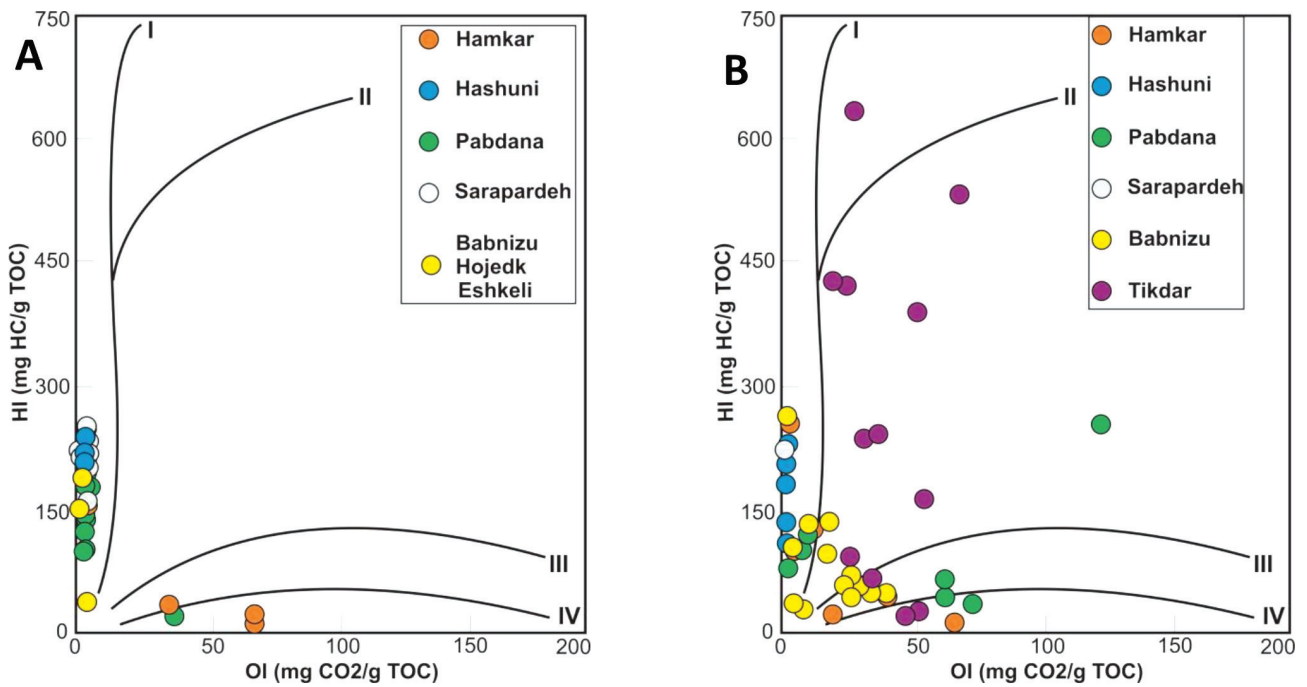 A
750
600
450
300
150
0
HI (mg HC/g TOC)
I
II
III
IV
Hamkar
Hashuni
Pabdana
Sarapardeh
Babnizu
Hojedk
Eshkeli
0
50
100
150
200
OI (mg CO2/g TOC)
B
750
600
450
300
150
0
HI (mg HC/g TOC)
I
II
III
IV
Hamkar
Hashuni
Pabdana
Sarapardeh
Babnizu
Tikdar
0
50
100
150
200
OI (mg CO2/g TOC)